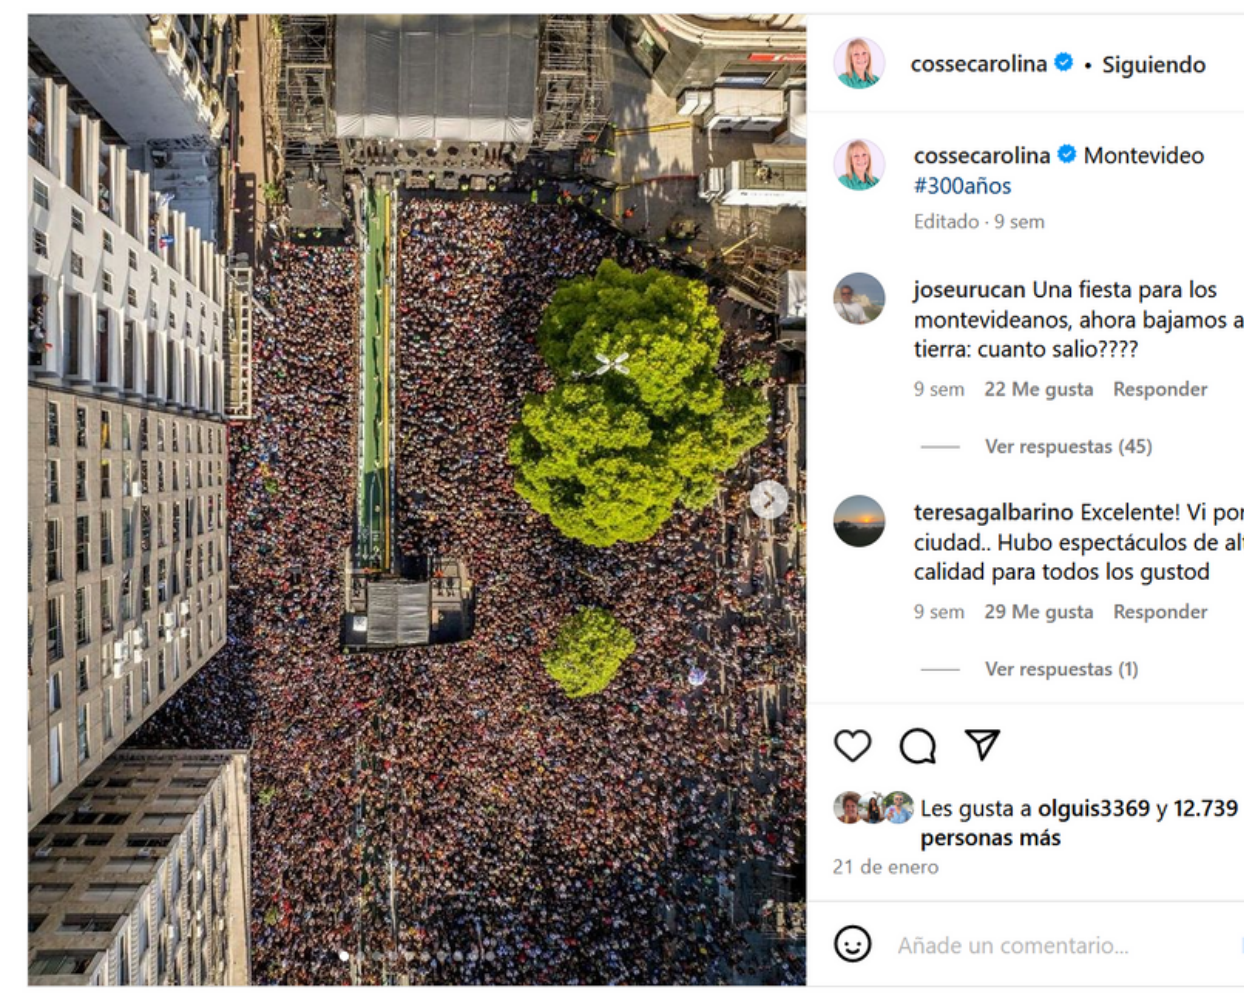 cossecarolina • Siguiendo
cossecarolina Montevideo
#300años
Editado · 9 sem
joseurucan Una fiesta para los
montevideanos, ahora bajamos a
tierra: cuanto salio????
9 sem 22 Me gusta Responder
Ver respuestas (45)
teresagalbarino Excelente! Vi por
ciudad.. Hubo espectáculos de
calidad para todos los gustod
9 sem 29 Me gusta Responder
Ver respuestas (1)
Les gusta a olguis3369 y 12.739
personas más
21 de enero
Añade un comentario...